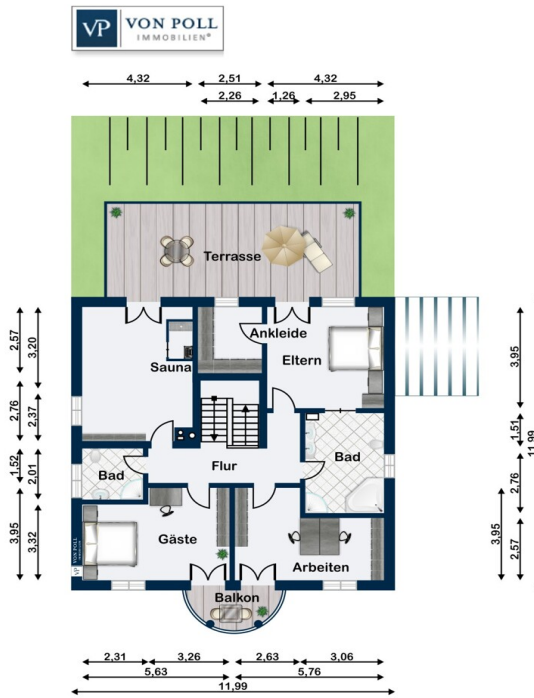 VP VON POLL
IMMOBILIEN®
4,32 2,51 4,32
2,26 1,26 2,95
Terrasse
Ankleide
Sauna
Eltern
2,57 3,20 3,95
2,76 2,37 1,51 11,99
Bad
Flur
Bad
1,52 2,01 2,76
3,95 3,32 3,95 2,57
Gäste
Arbeiten
VP VON POLL
Balkon
2,31 3,26 2,63 3,06
5,63 5,76
11,99